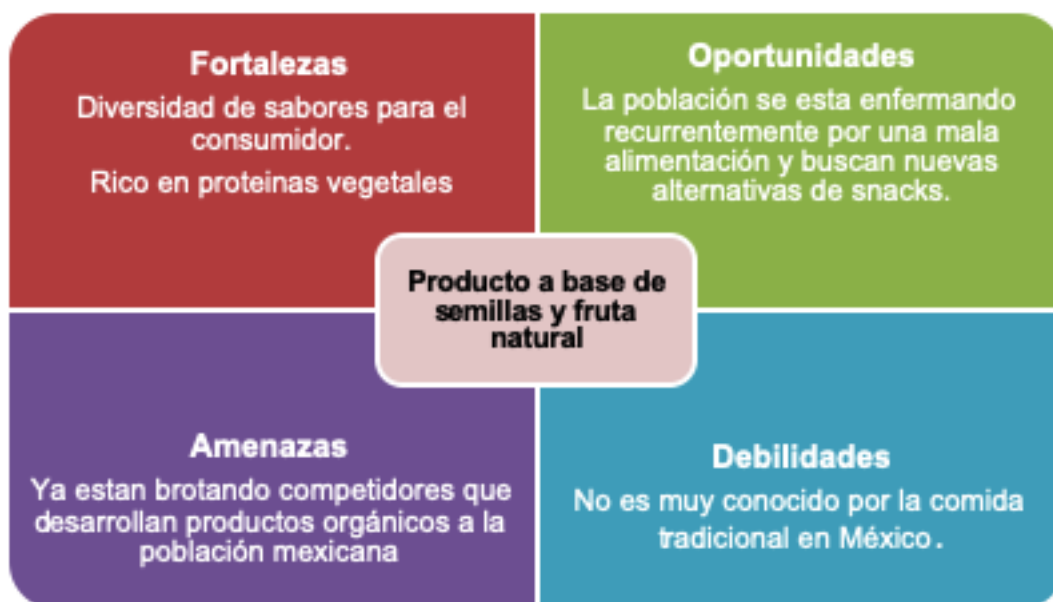 Fortalezas
Diversidad de sabores para el
consumidor.
Rico en proteinas vegetales
Oportunidades
La población se esta enfermando
recurrentemente por una mala
alimentación y buscan nuevas
alternativas de snacks.
Producto a base de
semillas y fruta
natural
Amenazas
Ya estan brotando competidores que
desarrollan productos orgánicos a la
población mexicana
Debilidades
No es muy conocido por la comida
tradicional en México.